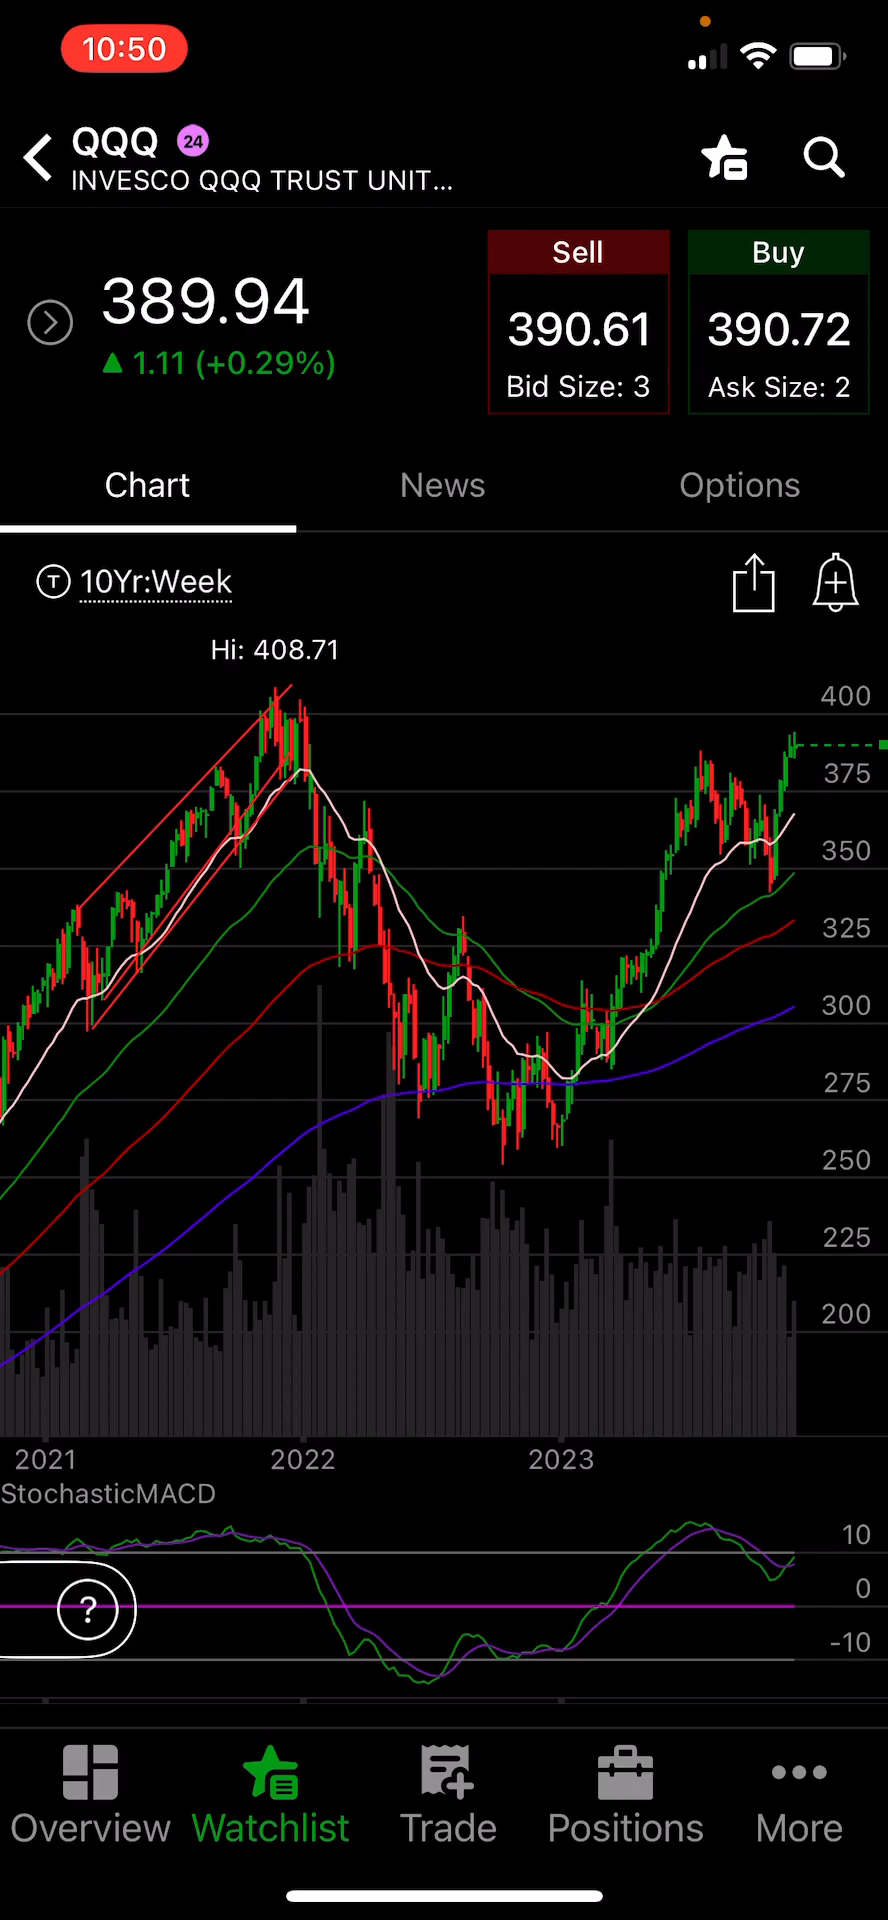 10:50
QQQ 24
INVESCO QQQ TRUST UNIT...
389.94
▲ 1.11 (+0.29%)
Sell
390.61
Bid Size: 3
Buy
390.72
Ask Size: 2
Chart News Options
T 10Yr:Week
Hi: 408.71
400
375
350
325
300
275
250
225
200
2021 2022 2023
StochasticMACD
10
0
-10
?
Overview Watchlist Trade Positions More